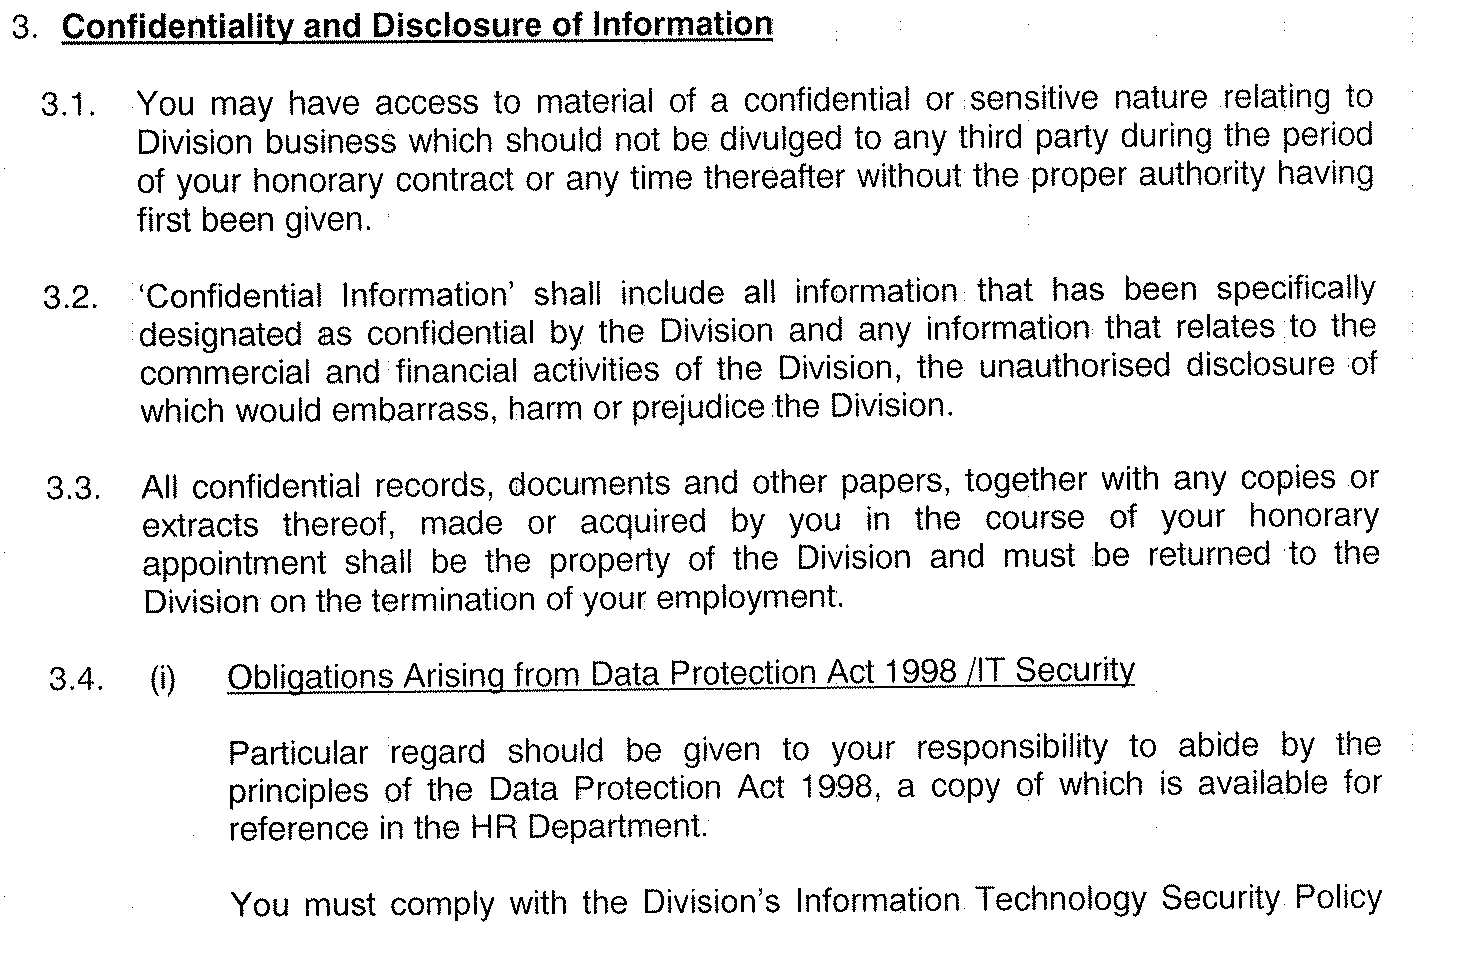 3. Confidentiality and Disclosure of Information
3.1. You may have access to material of a confidential or sensitive nature relating to
Division business which should not be divulged to any third party during the period
of your honorary contract or any time thereafter without the proper authority having
first been given.
3.2. ‘Confidential Information’ shall include all information that has been specifically
designated as confidential by the Division and any information that relates to the
commercial and financial activities of the Division, the unauthorised disclosure of
which would embarrass, harm or prejudice the Division.
3.3. All confidential records, documents and other papers, together with any copies or
extracts thereof, made or acquired by you in the course of your honorary
appointment shall be the property of the Division and must be returned to the
Division on the termination of your employment.
3.4. (i) Obligations Arising from Data Protection Act 1998 /IT Security
Particular regard should be given to your responsibility to abide by the
principles of the Data Protection Act 1998, a copy of which is available for
reference in the HR Department.
You must comply with the Division's Information Technology Security Policy